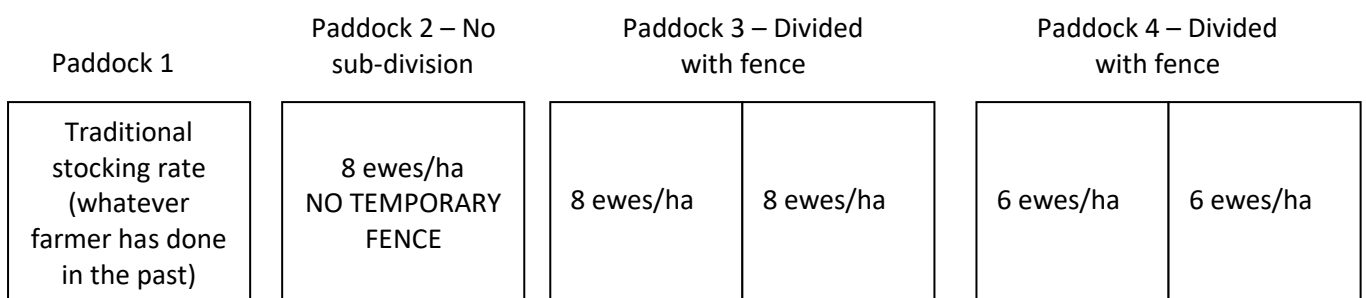 Paddock 1
Paddock 2 – No
sub-division
Paddock 3 – Divided
with fence
Paddock 4 – Divided
with fence
Traditional
stocking rate
(whatever
farmer has done
in the past)
8 ewes/ha
NO TEMPORARY
FENCE
8 ewes/ha
8 ewes/ha
6 ewes/ha
6 ewes/ha